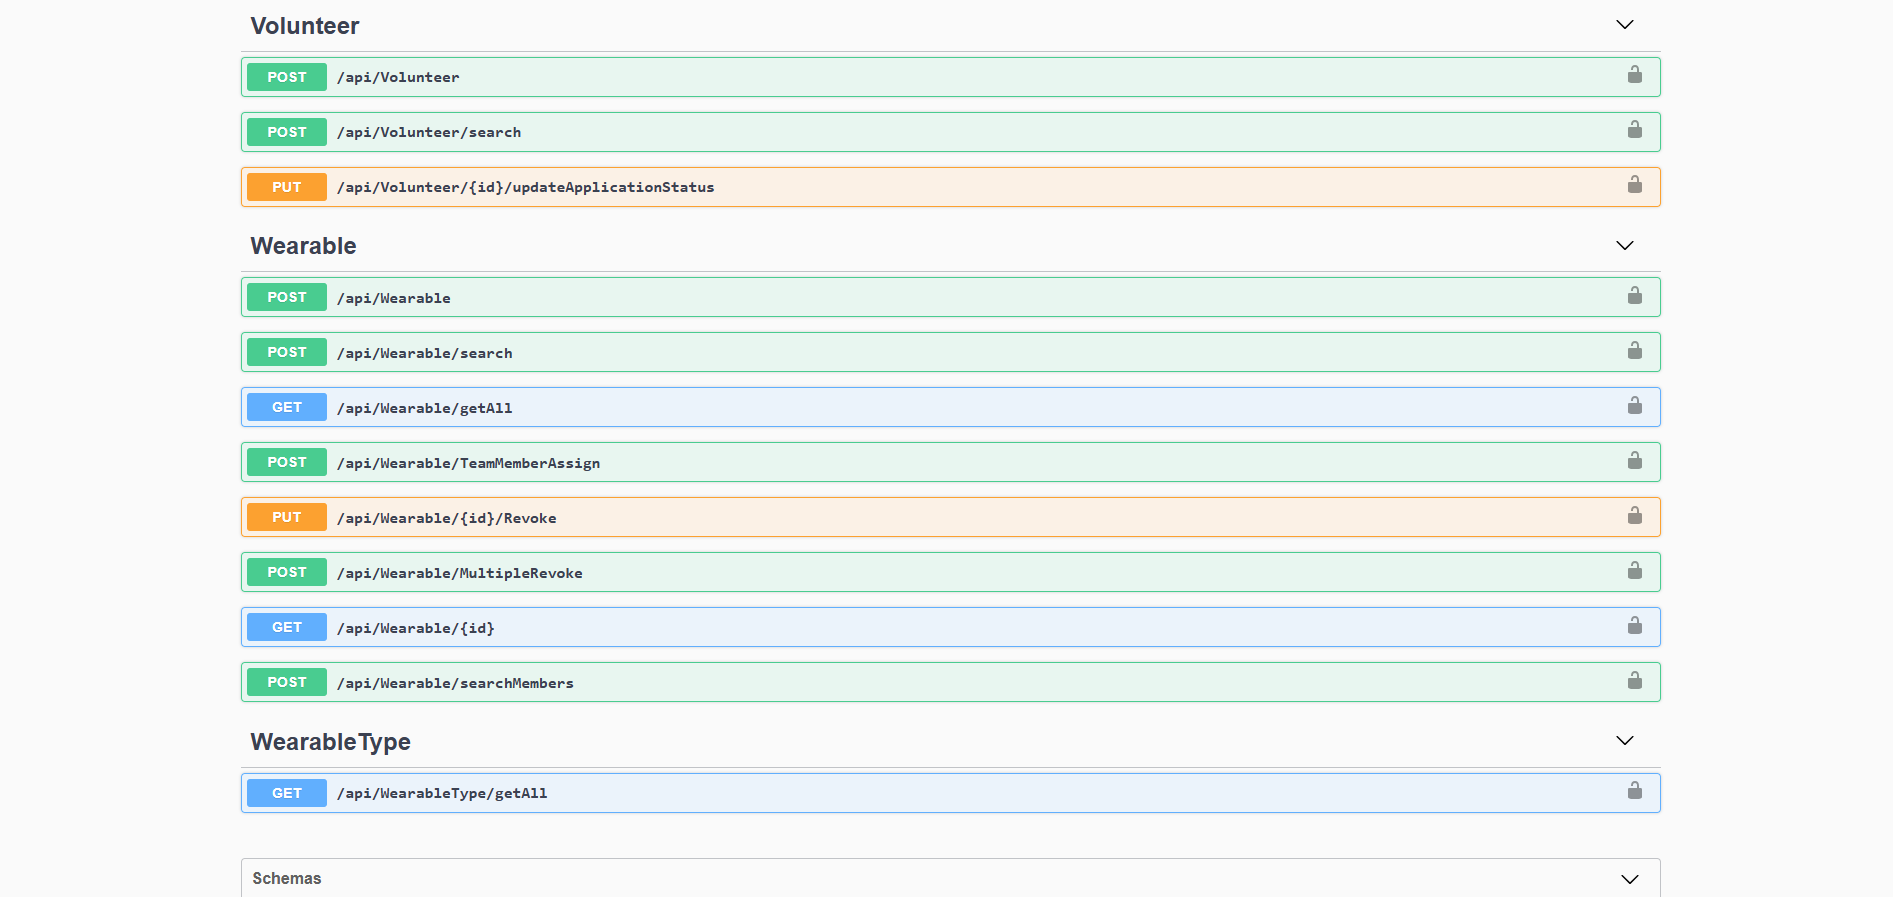 Volunteer
POST /api/Volunteer
POST /api/Volunteer/search
PUT /api/Volunteer/{id}/updateApplicationStatus
Wearable
POST /api/Wearable
POST /api/Wearable/search
GET /api/Wearable/getAll
POST /api/Wearable/TeamMemberAssign
PUT /api/Wearable/{id}/Revoke
POST /api/Wearable/MultipleRevoke
GET /api/Wearable/{id}
POST /api/Wearable/searchMembers
WearableType
GET /api/WearableType/getAll
Schemas